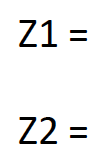 Z1 =
Z2 =